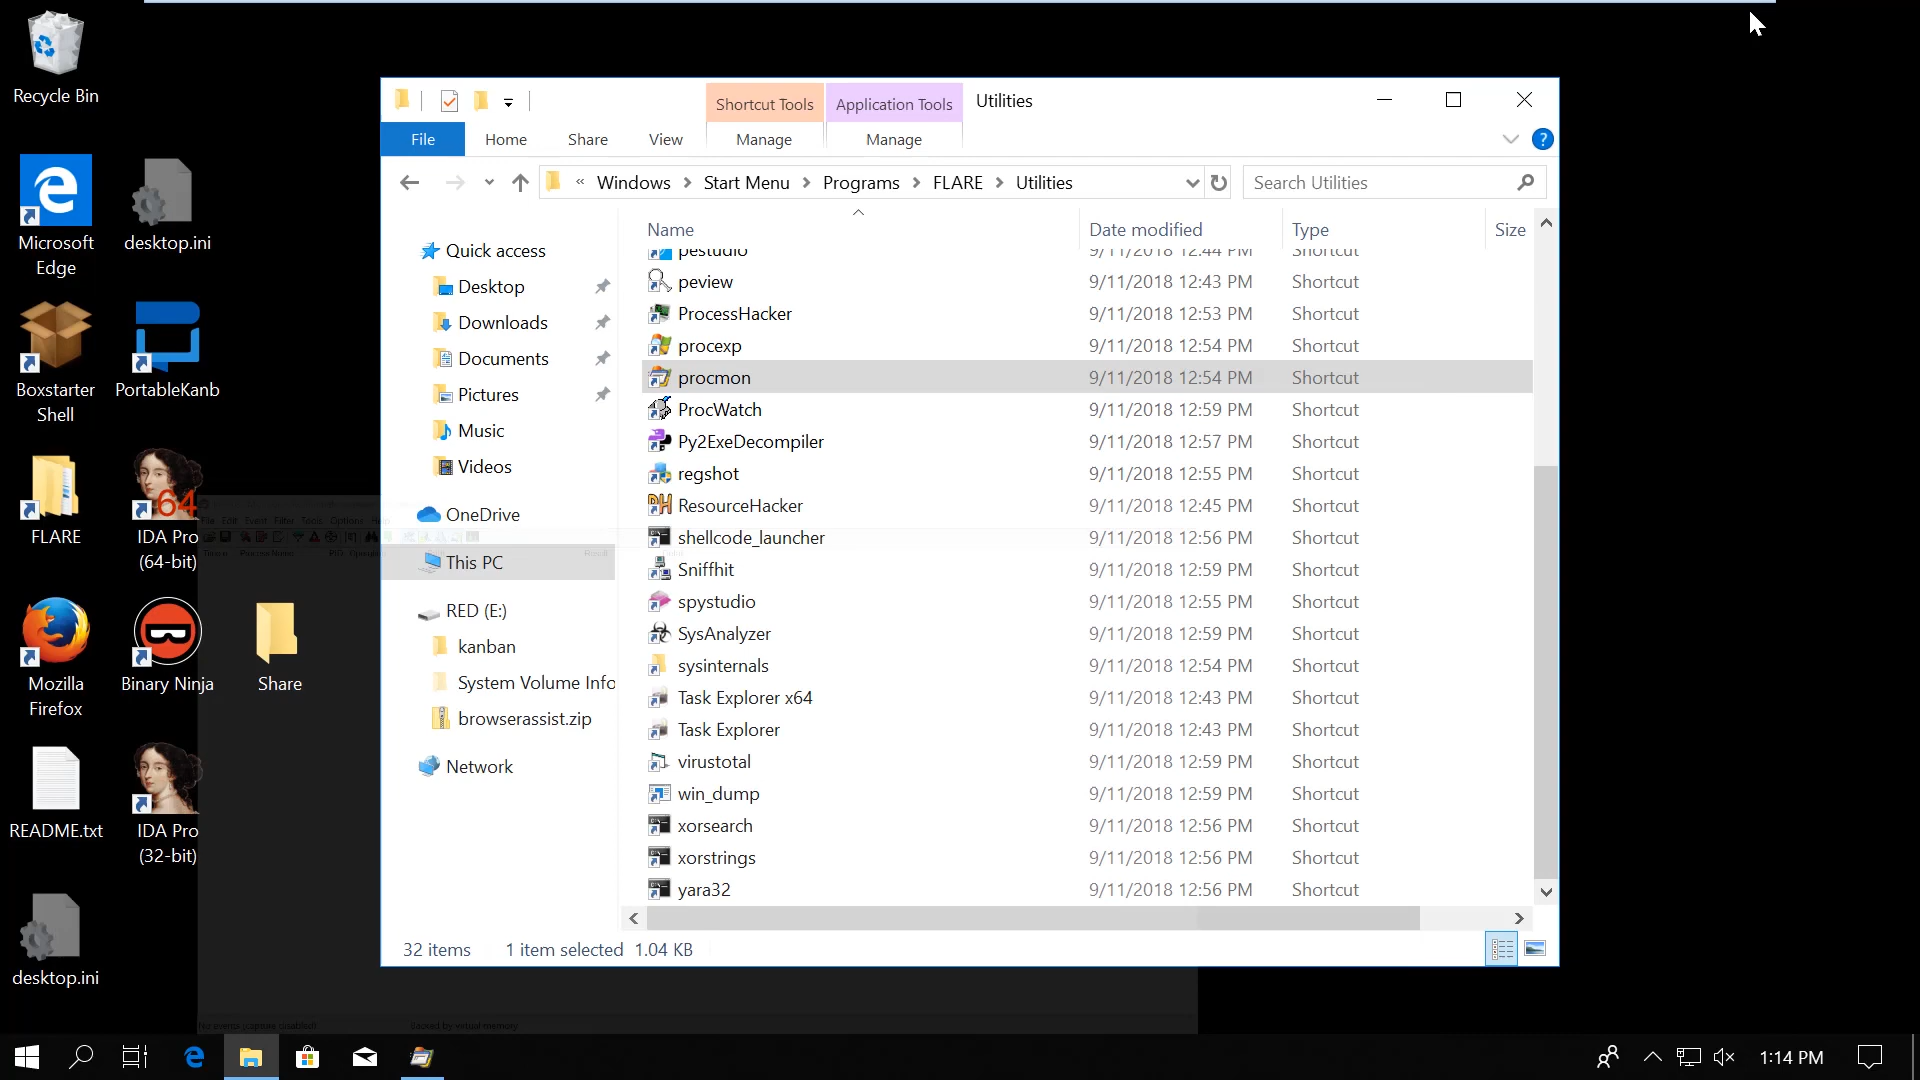 Recycle Bin
Microsoft
Edge
desktop.ini
Boxstarter
Shell
PortableKanb
FLARE
64
IDA Pro
(64-bit)
Mozilla
Firefox
Binary Ninja
Share
README.txt
IDA Pro
(32-bit)
desktop.ini
Shortcut Tools
Application Tools
Utilities
File
Home
Share
View
Manage
Manage
?
« Windows > Start Menu > Programs > FLARE > Utilities
Search Utilities
Quick access
Desktop
Downloads
Documents
Pictures
Music
Videos
OneDrive
This PC
RED (E:)
kanban
System Volume Info
browserassist.zip
Network
Name Date modified Type Size
pestudio 9/11/2018 12:44 PM Shortcut
peview 9/11/2018 12:43 PM Shortcut
ProcessHacker 9/11/2018 12:53 PM Shortcut
procexp 9/11/2018 12:54 PM Shortcut
procmon 9/11/2018 12:54 PM Shortcut
ProcWatch 9/11/2018 12:59 PM Shortcut
Py2ExeDecompiler 9/11/2018 12:57 PM Shortcut
regshot 9/11/2018 12:55 PM Shortcut
ResourceHacker 9/11/2018 12:45 PM Shortcut
shellcode_launcher 9/11/2018 12:56 PM Shortcut
Sniffhit 9/11/2018 12:59 PM Shortcut
spystudio 9/11/2018 12:55 PM Shortcut
SysAnalyzer 9/11/2018 12:59 PM Shortcut
sysinternals 9/11/2018 12:54 PM Shortcut
Task Explorer x64 9/11/2018 12:43 PM Shortcut
Task Explorer 9/11/2018 12:43 PM Shortcut
virustotal 9/11/2018 12:59 PM Shortcut
win_dump 9/11/2018 12:59 PM Shortcut
xorsearch 9/11/2018 12:56 PM Shortcut
xorstrings 9/11/2018 12:56 PM Shortcut
yara32 9/11/2018 12:56 PM Shortcut
32 items 1 item selected 1.04 KB
File Edit Event Filter Tools Options Help
1:14 PM